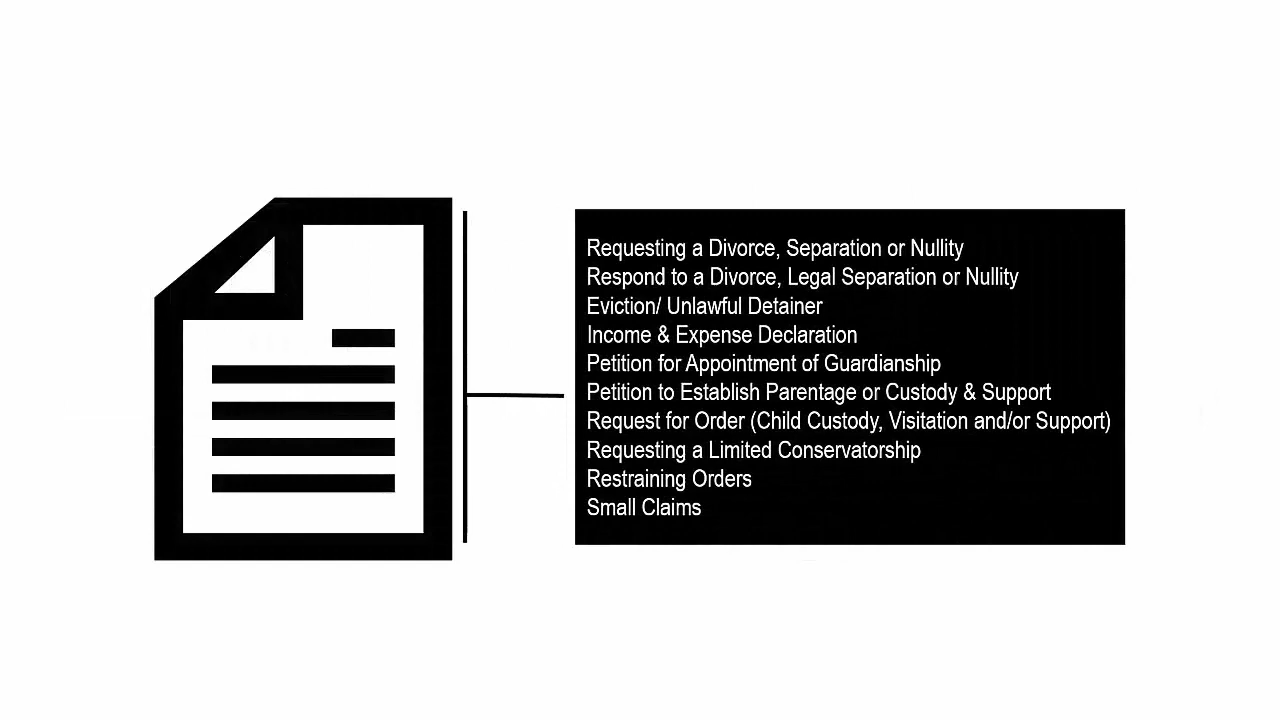 Requesting a Divorce, Separation or Nullity
Respond to a Divorce, Legal Separation or Nullity
Eviction/ Unlawful Detainer
Income & Expense Declaration
Petition for Appointment of Guardianship
Petition to Establish Parentage or Custody & Support
Request for Order (Child Custody, Visitation and/or Support)
Requesting a Limited Conservatorship
Restraining Orders
Small Claims